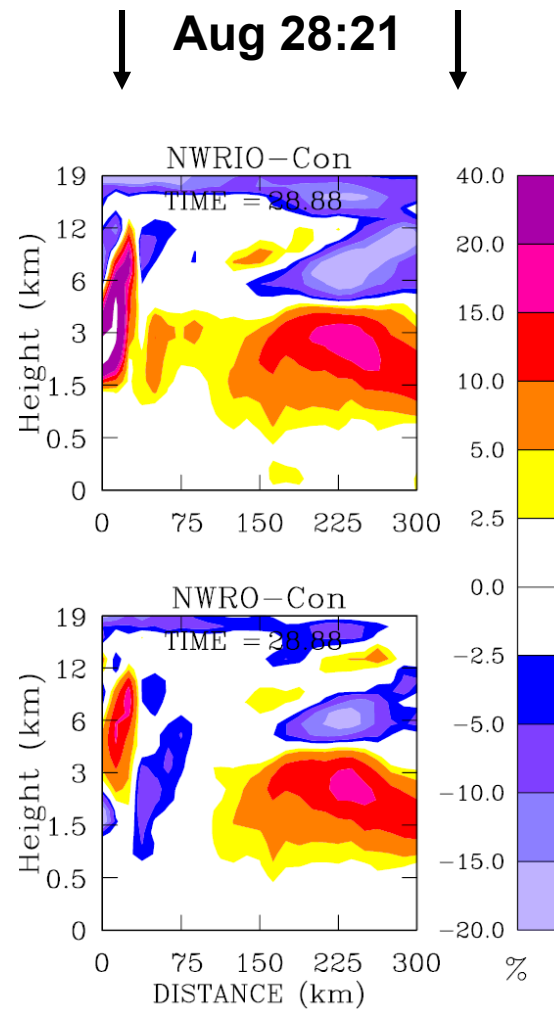 Aug 28:21
NWRIO-Con
TIME = 28.88
Height (km)
19
12
6
3
1.5
0.5
0
0 75 150 225 300
40.0
20.0
15.0
10.0
5.0
2.5
0.0
-2.5
-5.0
-10.0
-15.0
-20.0
%
NWRO-Con
TIME = 28.88
Height (km)
19
12
6
3
1.5
0.5
0
0 75 150 225 300
DISTANCE (km)